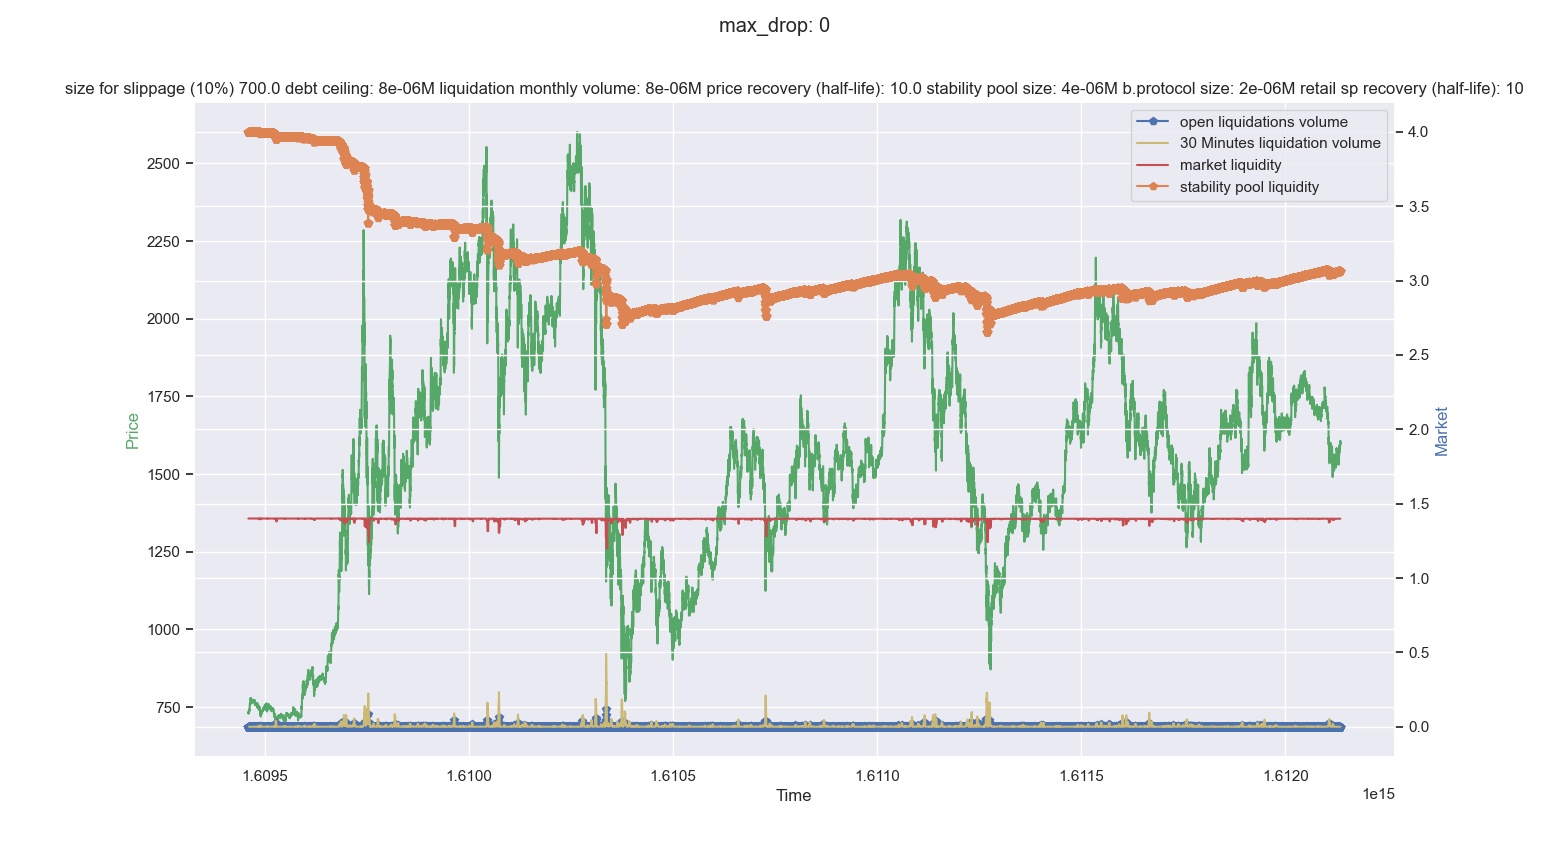 max_drop: 0
size for slippage (10%) 700.0 debt ceiling: 8e-06M liquidation monthly volume: 8e-06M price recovery (half-life): 10.0 stability pool size: 4e-06M b.protocol size: 2e-06M retail sp recovery (half-life): 10
open liquidations volume
30 Minutes liquidation volume
market liquidity
stability pool liquidity
2500
2250
2000
1750
1500
1250
1000
750
Price
4.0
3.5
3.0
2.5
2.0
1.5
1.0
0.5
0.0
Market
1.6095 1.6100 1.6105 1.6110 1.6115 1.6120
Time
1e15